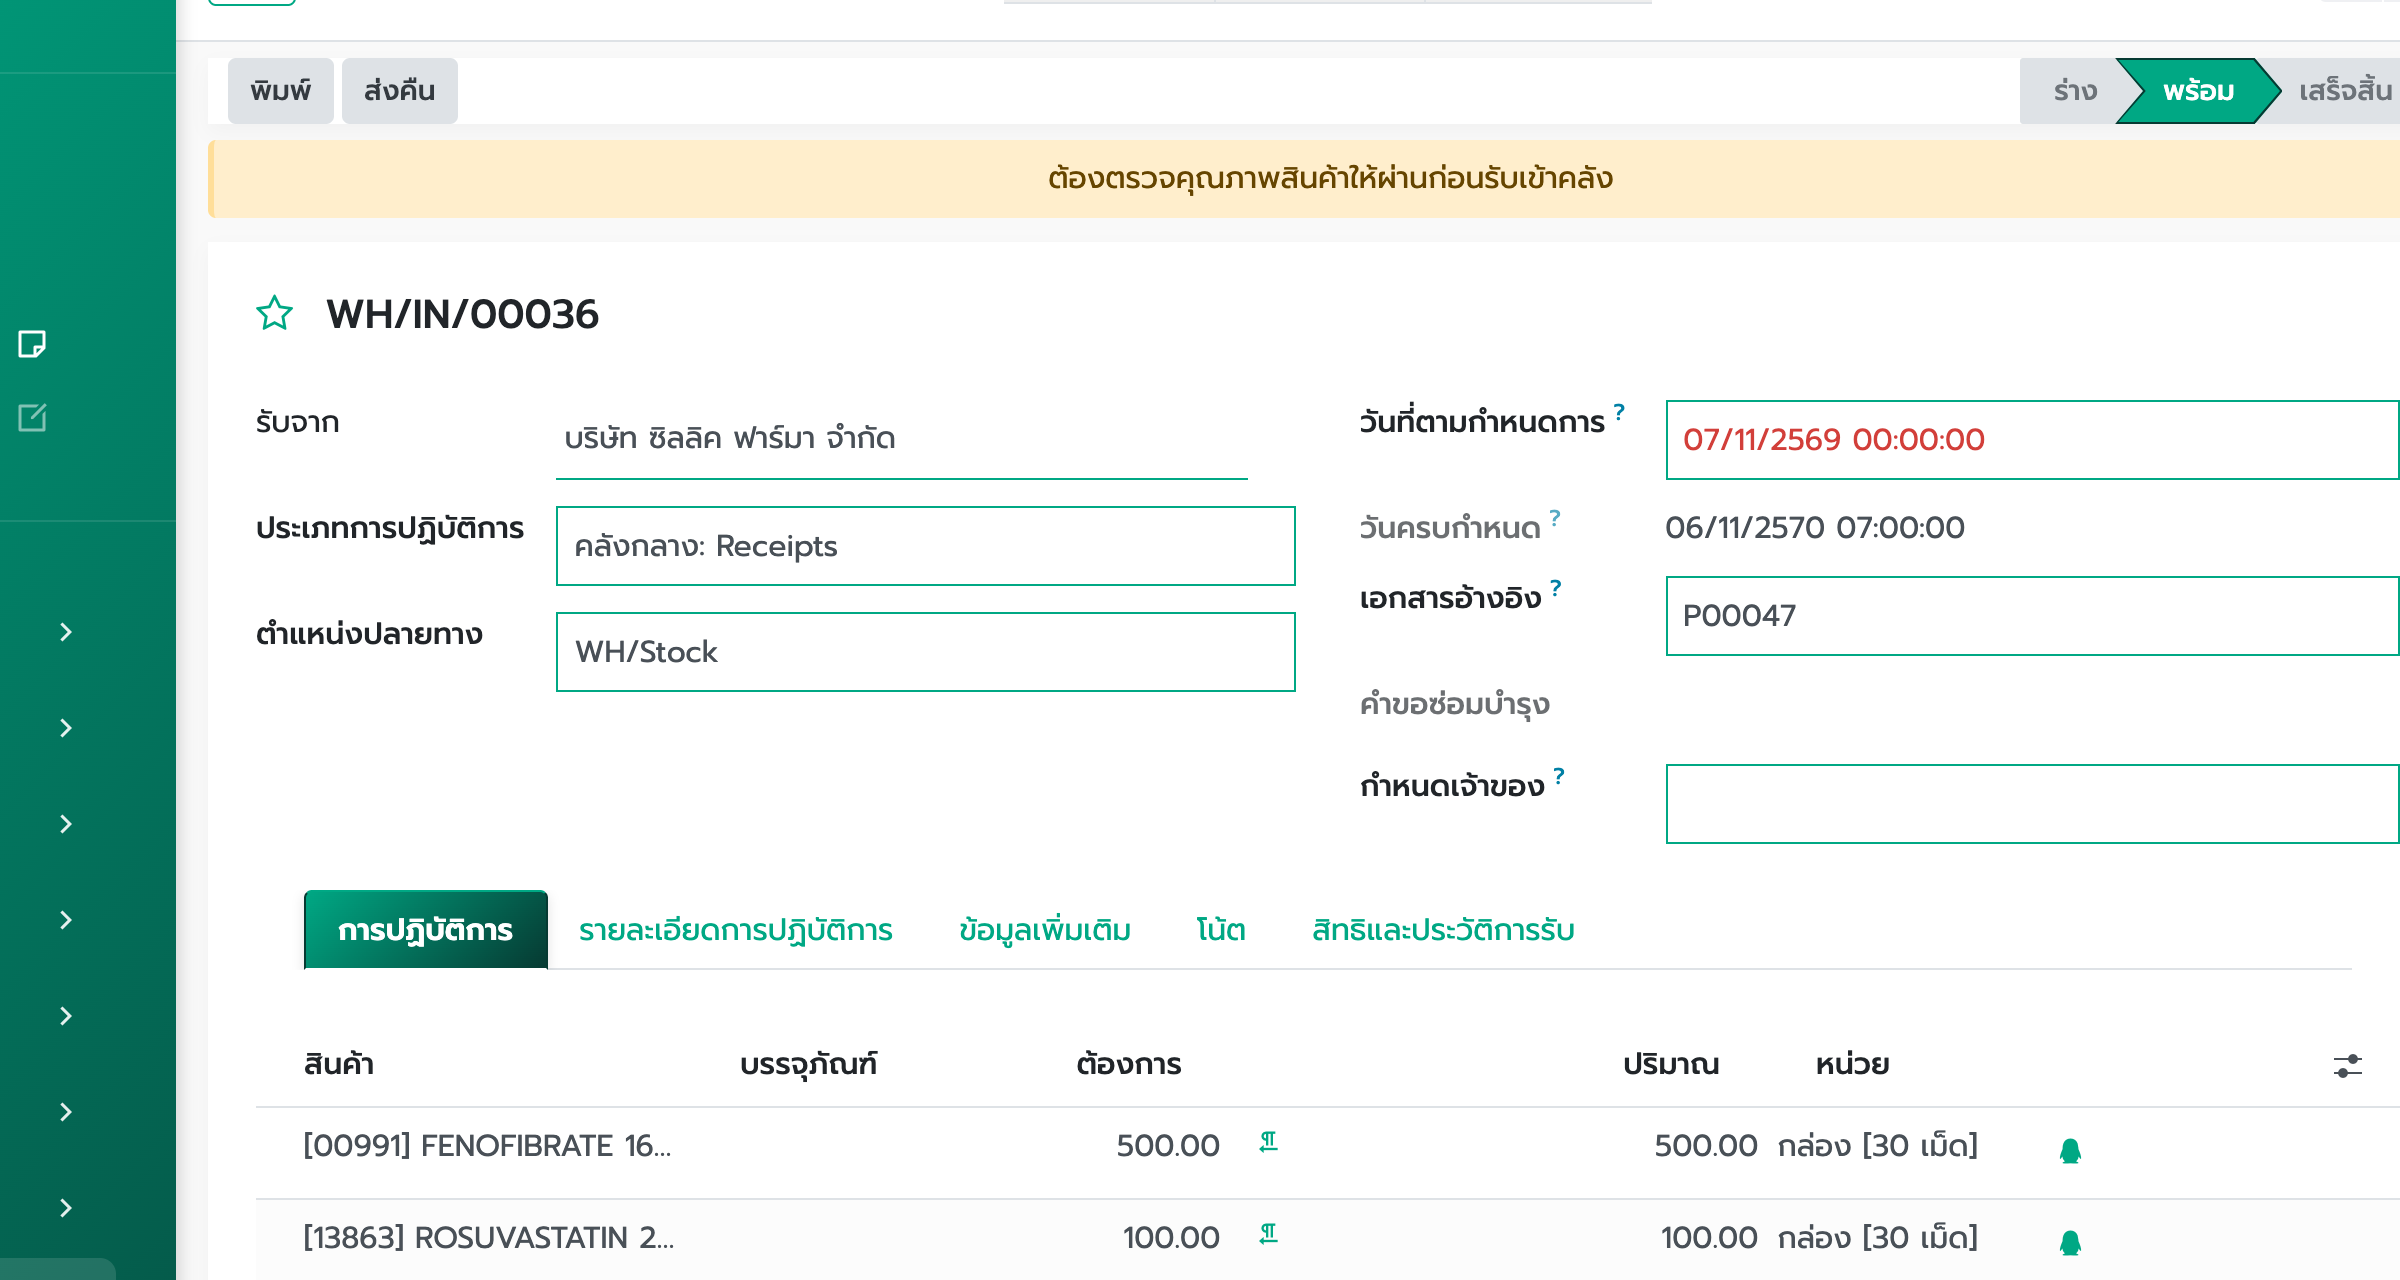 พิมพ์ ส่งคืน ร่าง พร้อม เสร็จสิ้น
ต้องตรวจคุณภาพสินค้าให้ผ่านก่อนรับเข้าคลัง
WH/IN/00036
รับจาก บริษัท ซิลลิค ฟาร์มา จำกัด
ประเภทการปฏิบัติการ คลังกลาง: Receipts
ตำแหน่งปลายทาง WH/Stock
วันที่ตามกำหนดการ ? 07/11/2569 00:00:00
วันครบกำหนด ? 06/11/2570 07:00:00
เอกสารอ้างอิง ? P00047
คำขอซ่อมบำรุง
กำหนดเจ้าของ ?
การปฏิบัติการ รายละเอียดการปฏิบัติการ ข้อมูลเพิ่มเติม โน้ต สิทธิและประวัติการรับ
สินค้า บรรจุภัณฑ์ ต้องการ ปริมาณ หน่วย
[00991] FENOFIBRATE 16... 500.00 500.00 กล่อง [30 เม็ด]
[13863] ROSUVASTATIN 2... 100.00 100.00 กล่อง [30 เม็ด]